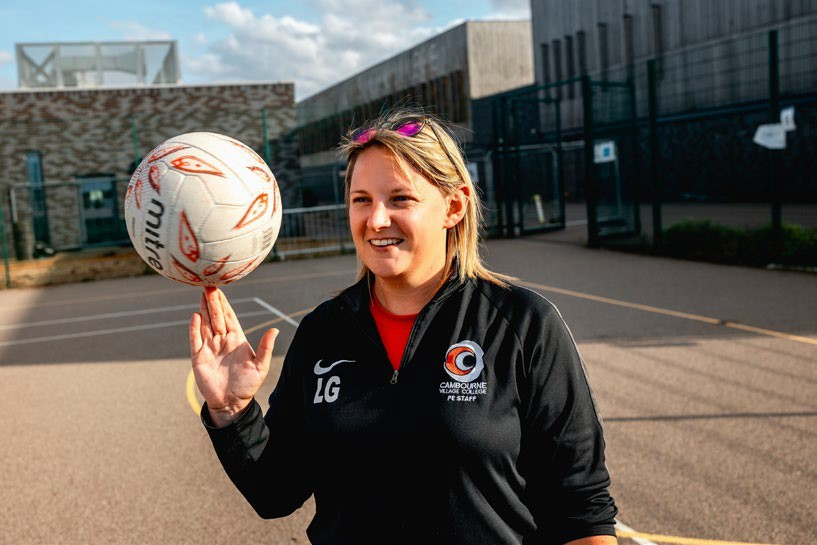 mitre
LG
CAMBOURNE
VILLAGE COLLEGE
PE STAFF